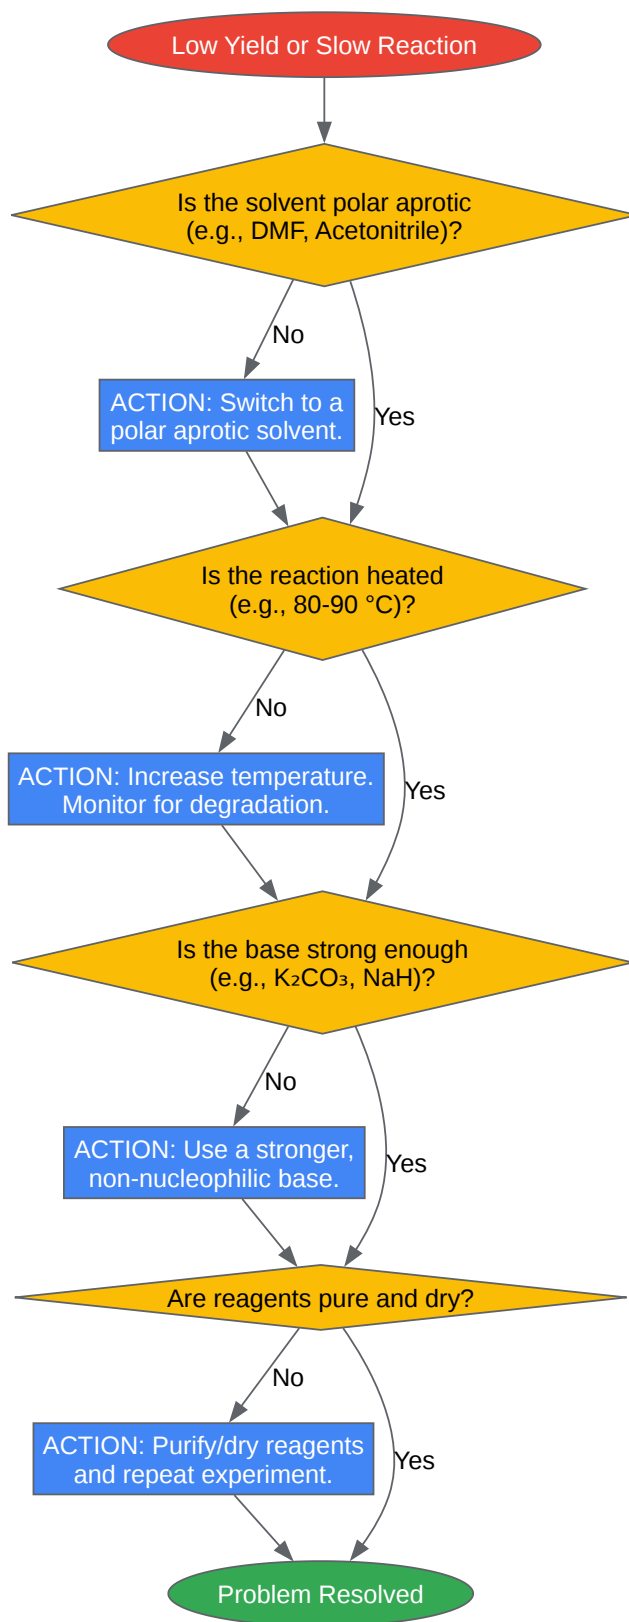 Low Yield or Slow Reaction
Is the solvent polar aprotic
(e.g., DMF, Acetonitrile)?
No
Yes
ACTION: Switch to a
polar aprotic solvent.
Is the reaction heated
(e.g., 80-90 °C)?
No
Yes
ACTION: Increase temperature.
Monitor for degradation.
Is the base strong enough
(e.g., K₂CO₃, NaH)?
No
Yes
ACTION: Use a stronger,
non-nucleophilic base.
Are reagents pure and dry?
No
Yes
ACTION: Purify/dry reagents
and repeat experiment.
Problem Resolved